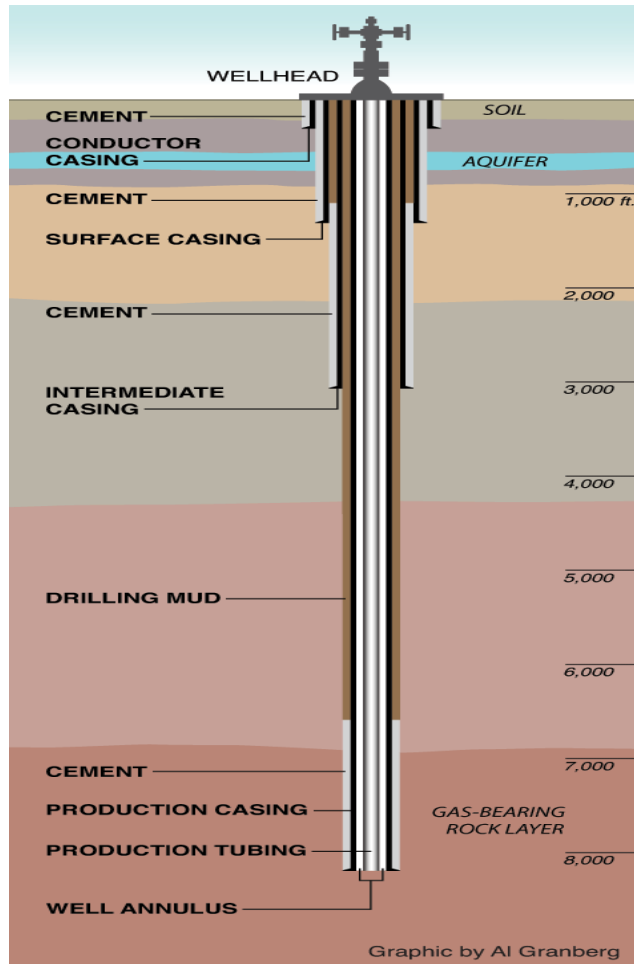 WELLHEAD
CEMENT
SOIL
CONDUCTOR
CASING
AQUIFER
CEMENT
1,000 ft.
SURFACE CASING
2,000
CEMENT
3,000
INTERMEDIATE
CASING
4,000
5,000
DRILLING MUD
6,000
7,000
CEMENT
PRODUCTION CASING
GAS-BEARING
ROCK LAYER
PRODUCTION TUBING
8,000
WELL ANNULUS
Graphic by Al Granberg